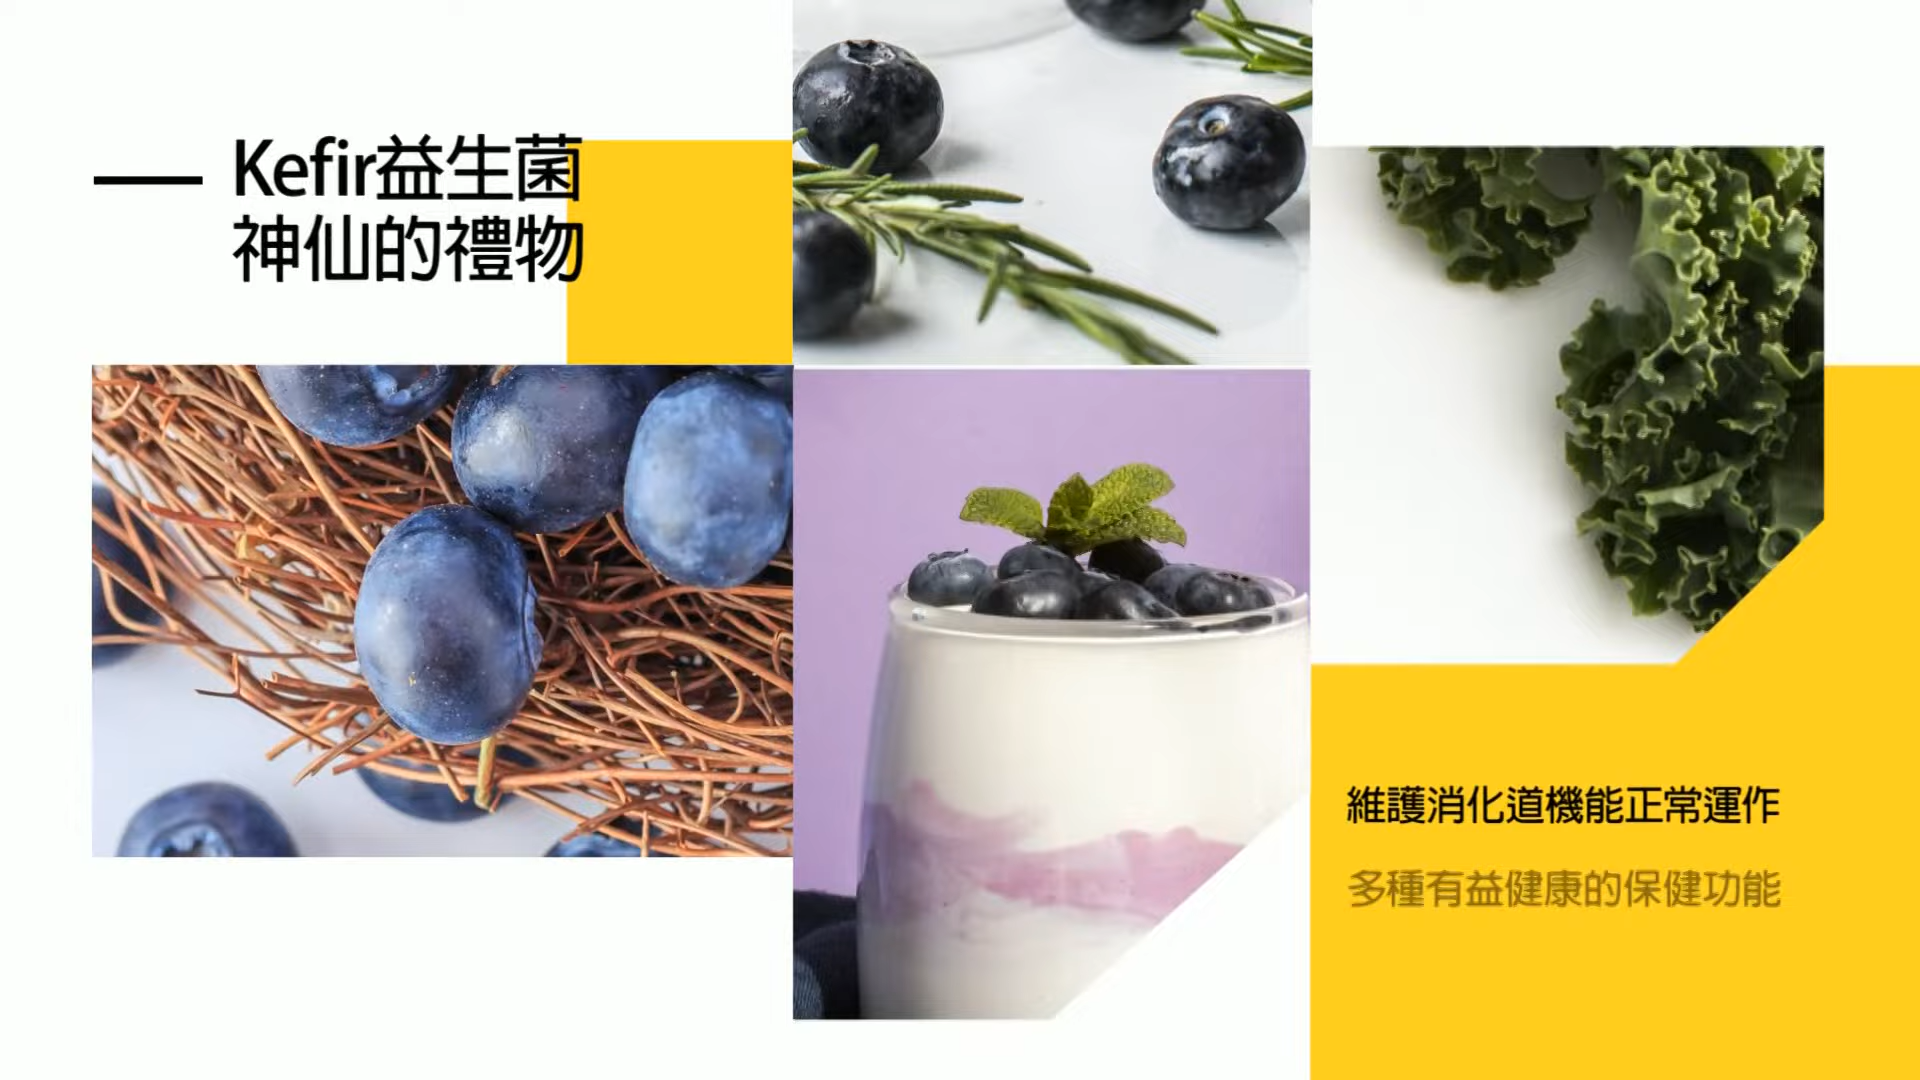 Kefir益生菌
神仙的禮物
維護消化道機能正常運作
多種有益健康的保健功能